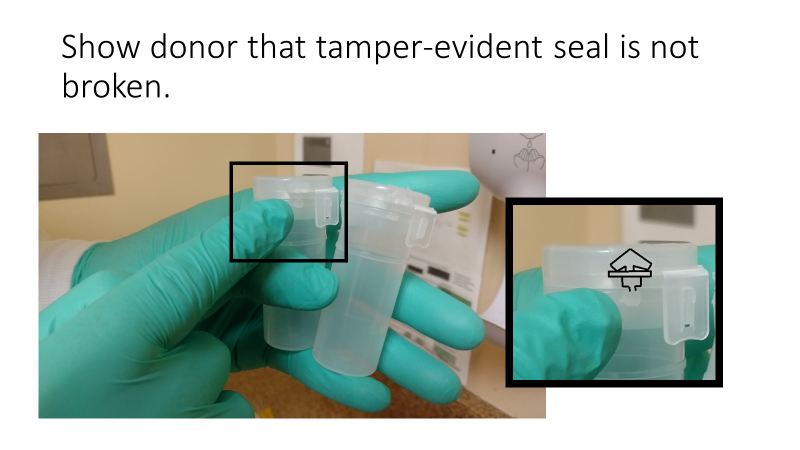 Show donor that tamper-evident seal is not
broken.